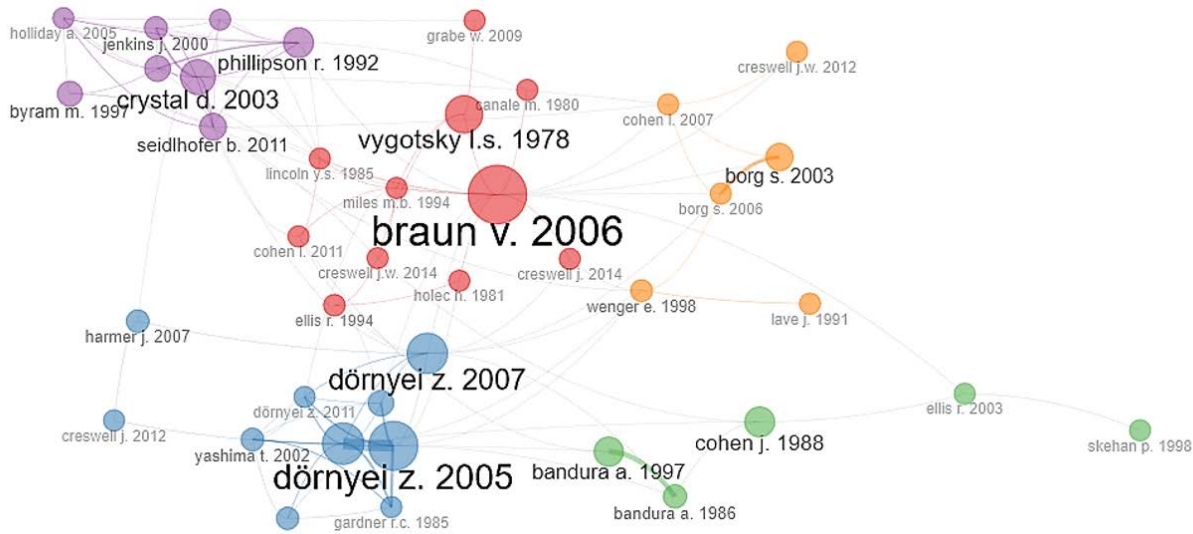 holliday a. 2005
jenkins j. 2000
phillipson r. 1992
byram m. 1997
crystal d. 2003
seidlhofer b. 2011
grabe w. 2009
canale m. 1980
vygotsky l.s. 1978
lincoln y.s. 1985
miles m.b. 1994
braun v. 2006
cohen l. 2011
creswell j.w. 2014
creswell j. 2014
holec h. 1981
ellis r. 1994
creswell j.w. 2012
cohen l. 2007
borg s. 2003
borg s. 2006
wenger e. 1998
lave j. 1991
harmer j. 2007
dörnyei z. 2007
dörnyei z. 2011
creswell j. 2012
yashima t. 2002
dörnyei z. 2005
gardner r.c. 1985
cohen j. 1988
bandura a. 1997
bandura a. 1986
ellis r. 2003
skehan p. 1998